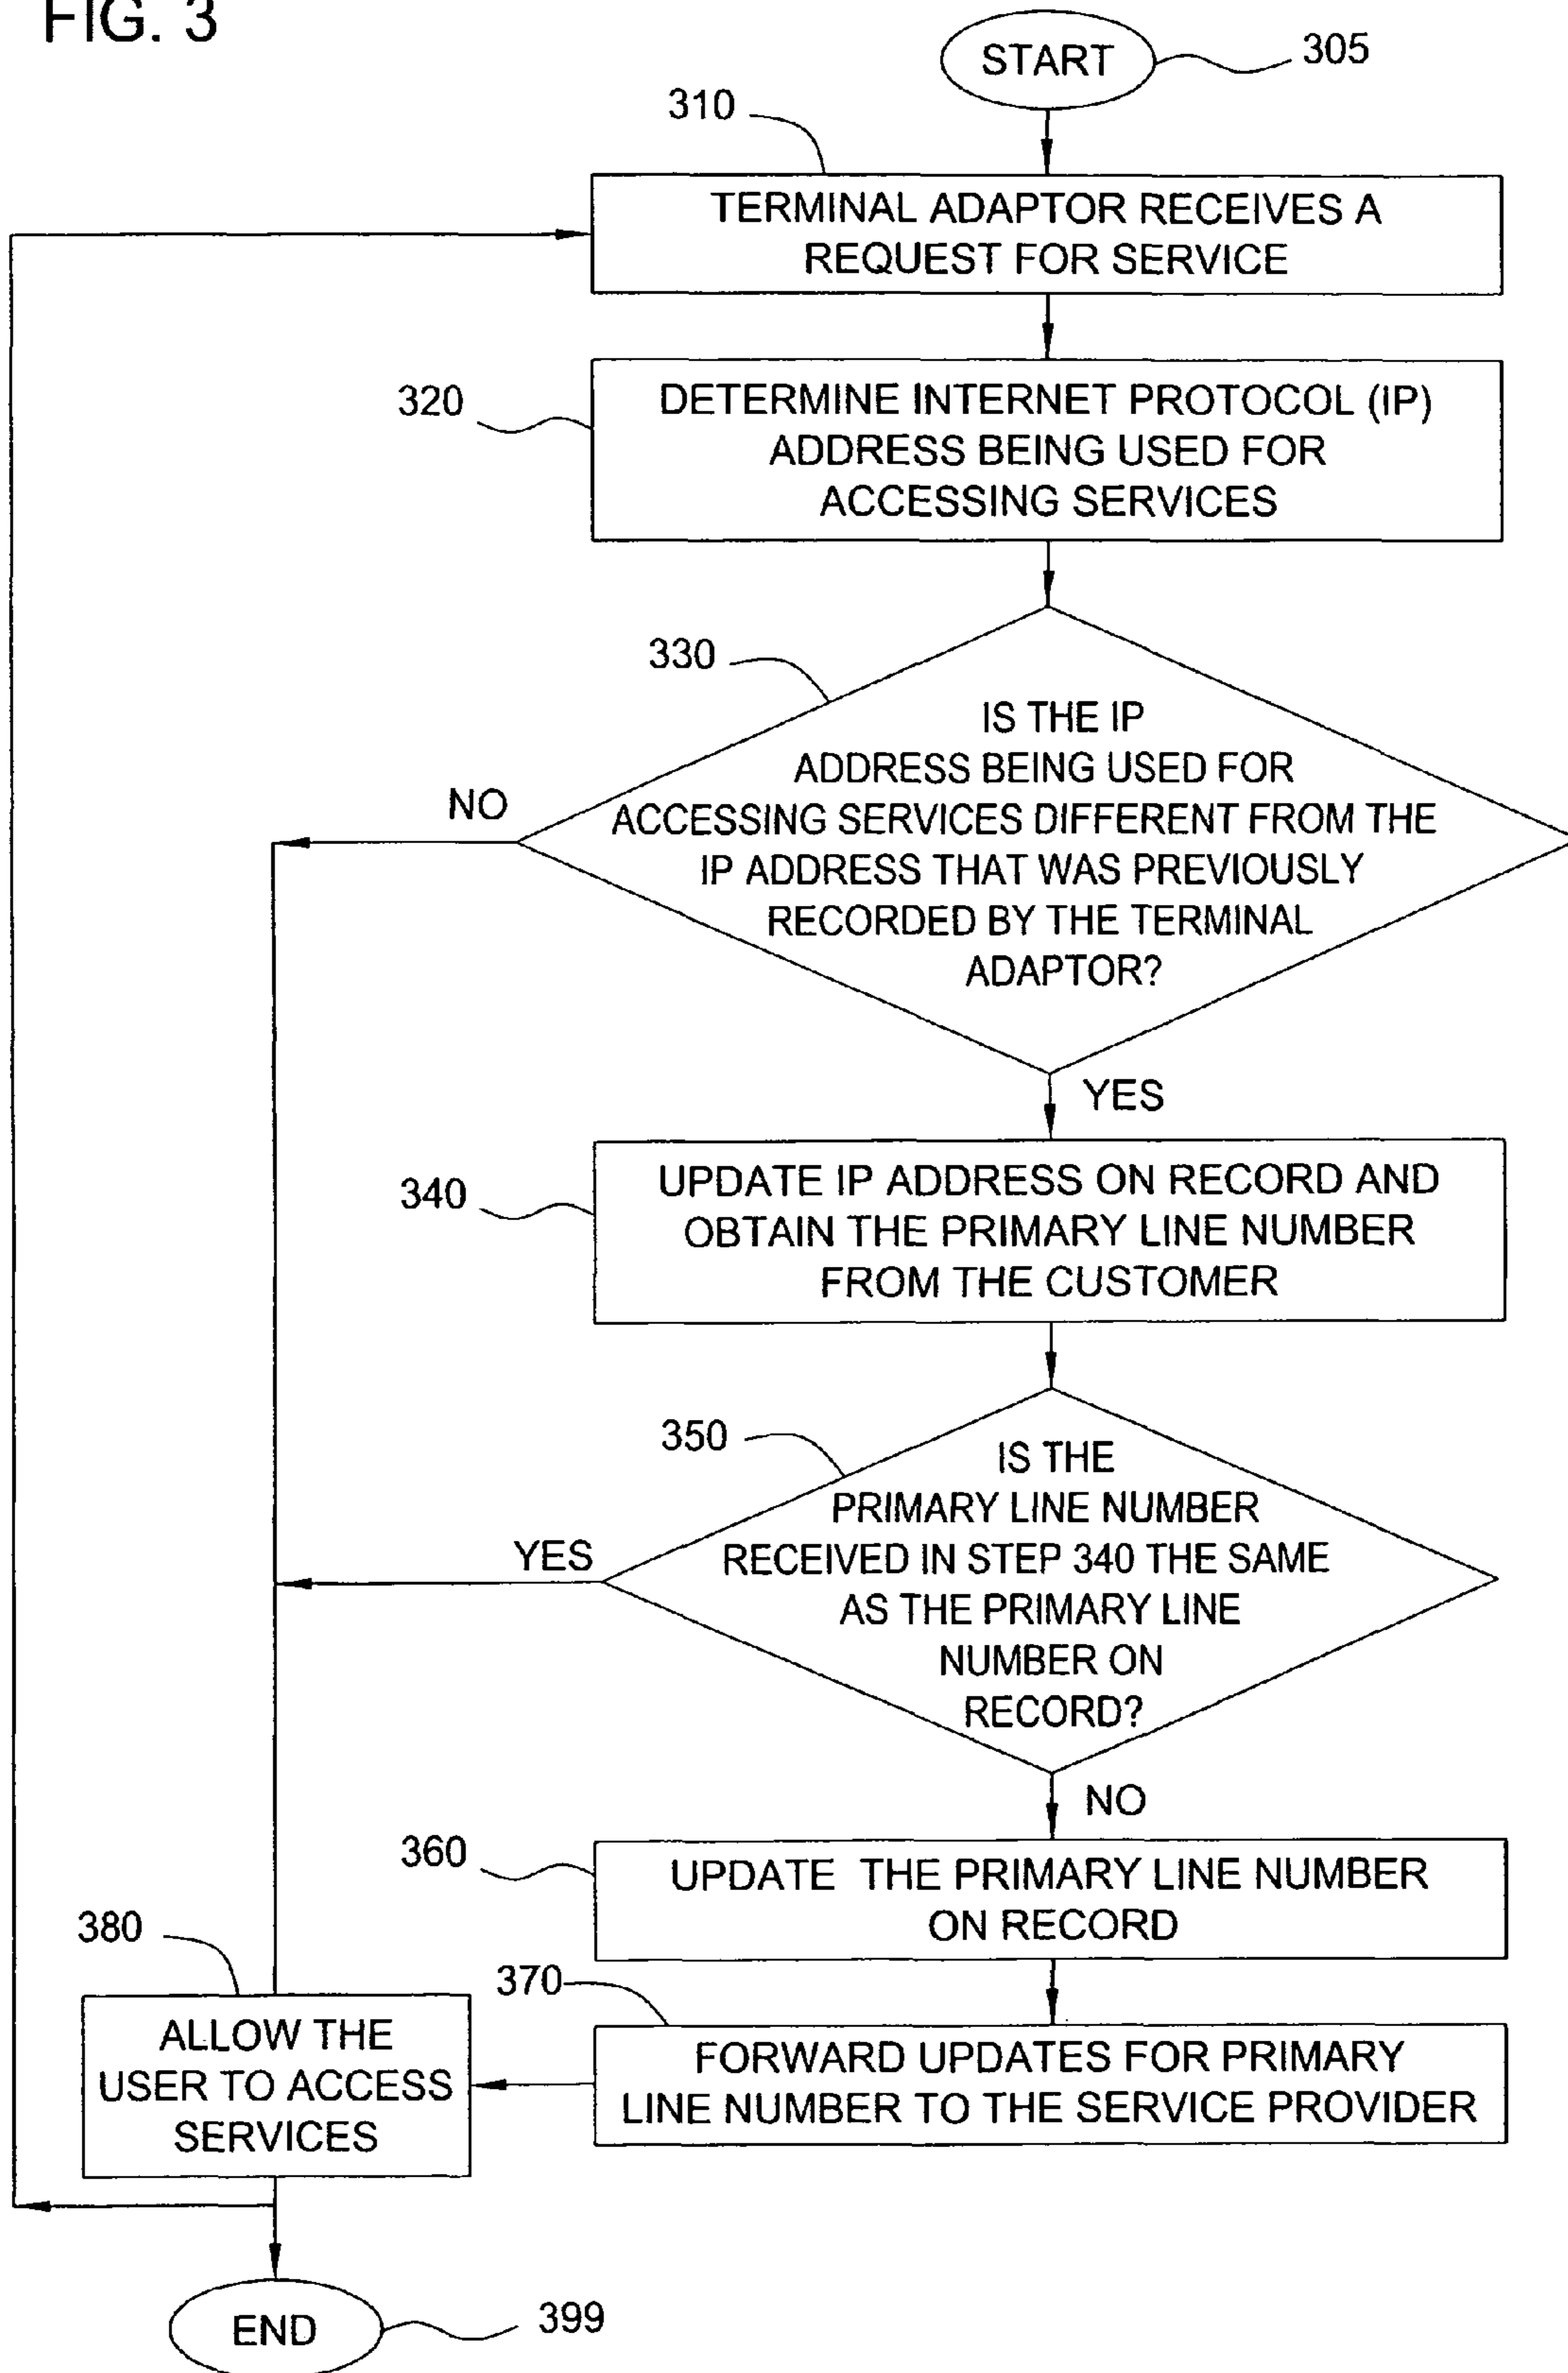 FIG. 3
START
305
310
TERMINAL ADAPTOR RECEIVES A
REQUEST FOR SERVICE
320
DETERMINE INTERNET PROTOCOL (IP)
ADDRESS BEING USED FOR
ACCESSING SERVICES
330
IS THE IP
ADDRESS BEING USED FOR
ACCESSING SERVICES DIFFERENT FROM THE
IP ADDRESS THAT WAS PREVIOUSLY
RECORDED BY THE TERMINAL
ADAPTOR?
NO
YES
340
UPDATE IP ADDRESS ON RECORD AND
OBTAIN THE PRIMARY LINE NUMBER
FROM THE CUSTOMER
350
IS THE
PRIMARY LINE NUMBER
RECEIVED IN STEP 340 THE SAME
AS THE PRIMARY LINE
NUMBER ON
RECORD?
YES
NO
360
UPDATE THE PRIMARY LINE NUMBER
ON RECORD
370
FORWARD UPDATES FOR PRIMARY
LINE NUMBER TO THE SERVICE PROVIDER
380
ALLOW THE
USER TO ACCESS
SERVICES
END
399